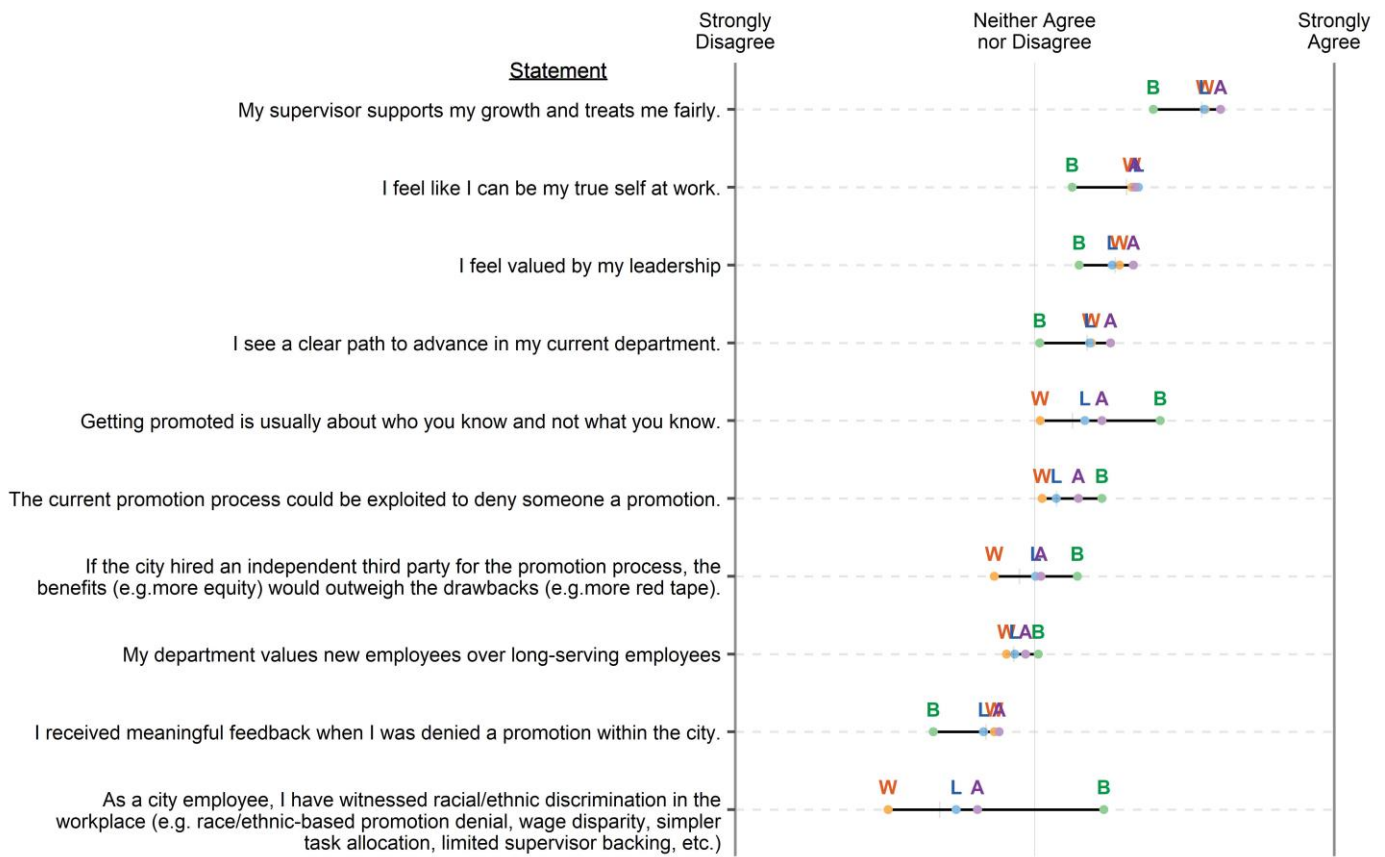 Strongly Disagree
Neither Agree nor Disagree
Strongly Agree
Statement
My supervisor supports my growth and treats me fairly.
B L W A
I feel like I can be my true self at work.
B W A L
I feel valued by my leadership
B L W A
I see a clear path to advance in my current department.
B L W A
Getting promoted is usually about who you know and not what you know.
W L A B
The current promotion process could be exploited to deny someone a promotion.
W L A B
If the city hired an independent third party for the promotion process, the
benefits (e.g.more equity) would outweigh the drawbacks (e.g.more red tape).
W L A B
My department values new employees over long-serving employees
W L A B
I received meaningful feedback when I was denied a promotion within the city.
B L W A
As a city employee, I have witnessed racial/ethnic discrimination in the
workplace (e.g. race/ethnic-based promotion denial, wage disparity, simpler
task allocation, limited supervisor backing, etc.)
W L A B